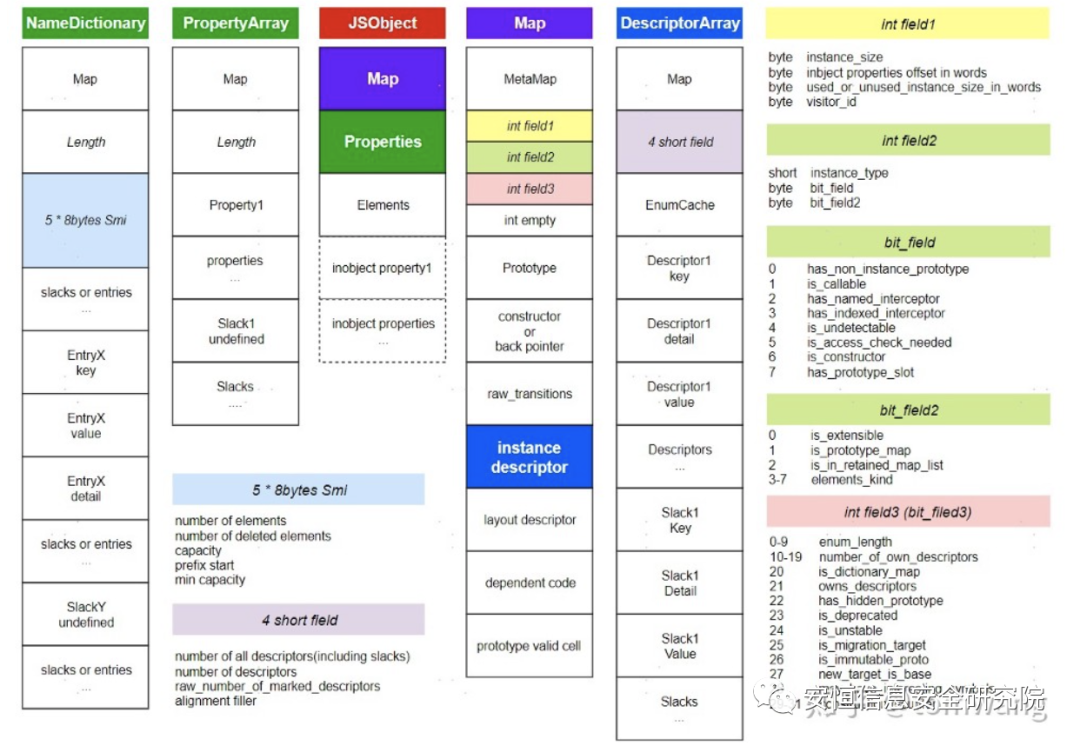 NameDictionary
Map
Length
5 * 8bytes Smi
slacks or entries
...
EntryX
key
EntryX
value
EntryX
detail
slacks or entries
...
SlackY
undefined
slacks or entries
...
PropertyArray
Map
Length
Property1
properties
...
Slack1
undefined
Slacks
....
JSObject
Map
Properties
Elements
inobject property1
inobject properties
...
Map
MetaMap
int field1
int field2
int field3
int empty
Prototype
constructor
or
back pointer
raw_transitions
instance
descriptor
layout descriptor
dependent code
prototype valid cell
DescriptorArray
Map
4 short field
EnumCache
Descriptor1
key
Descriptor1
detail
Descriptor1
value
Descriptors
...
Slack1
Key
Slack1
Detail
Slack1
Value
Slacks
...
5 * 8bytes Smi
number of elements
number of deleted elements
capacity
prefix start
min capacity
4 short field
number of all descriptors(including slacks)
number of descriptors
raw_number_of_marked_descriptors
alignment filler
int field1
byte instance_size
byte inbject properties offset in words
byte used_or_unused_instance_size_in_words
byte visitor_id
int field2
short instance_type
byte bit_field
byte bit_field2
bit_field
0 has_non_instance_prototype
1 is_callable
2 has_named_interceptor
3 has_indexed_interceptor
4 is_undetectable
5 is_access_check_needed
6 is_constructor
7 has_prototype_slot
bit_field2
0 is_extensible
1 is_prototype_map
2 is_in_retained_map_list
3-7 elements_kind
int field3 (bit_filed3)
0-9 enum_length
10-19 number_of_own_descriptors
20 is_dictionary_map
21 owns_descriptors
22 has_hidden_prototype
23 is_deprecated
24 is_unstable
25 is_migration_target
26 is_immutable_proto
27 new_target_is_base
安恒信息安全研究院